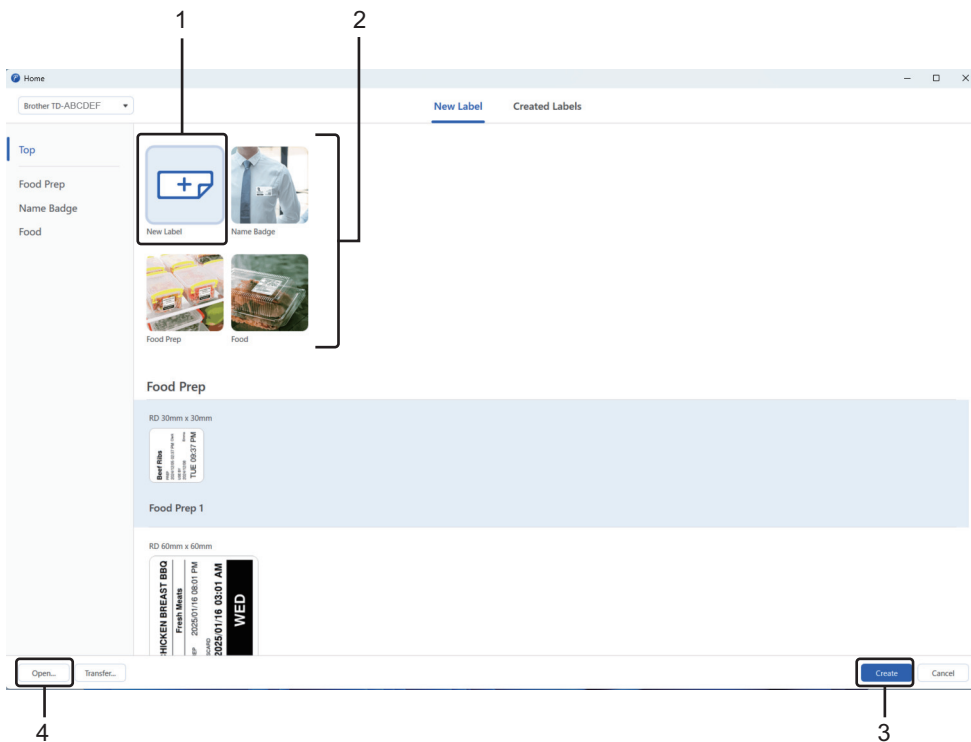 1
2
Home
Brother TD-ABCDEF
New Label
Created Labels
Top
Food Prep
Name Badge
Food
New Label
Name Badge
Food Prep
Food
Food Prep
RD 30mm x 30mm
Beef Ribs
TUE 09:37 PM
Food Prep 1
RD 60mm x 60mm
HICKEN BREAST BBQ
Fresh Meats
EP 2025/01/16 08:01 PM
SCARD
2025/01/16 03:01 AM
WED
Open...
Transfer...
Create
Cancel
4
3